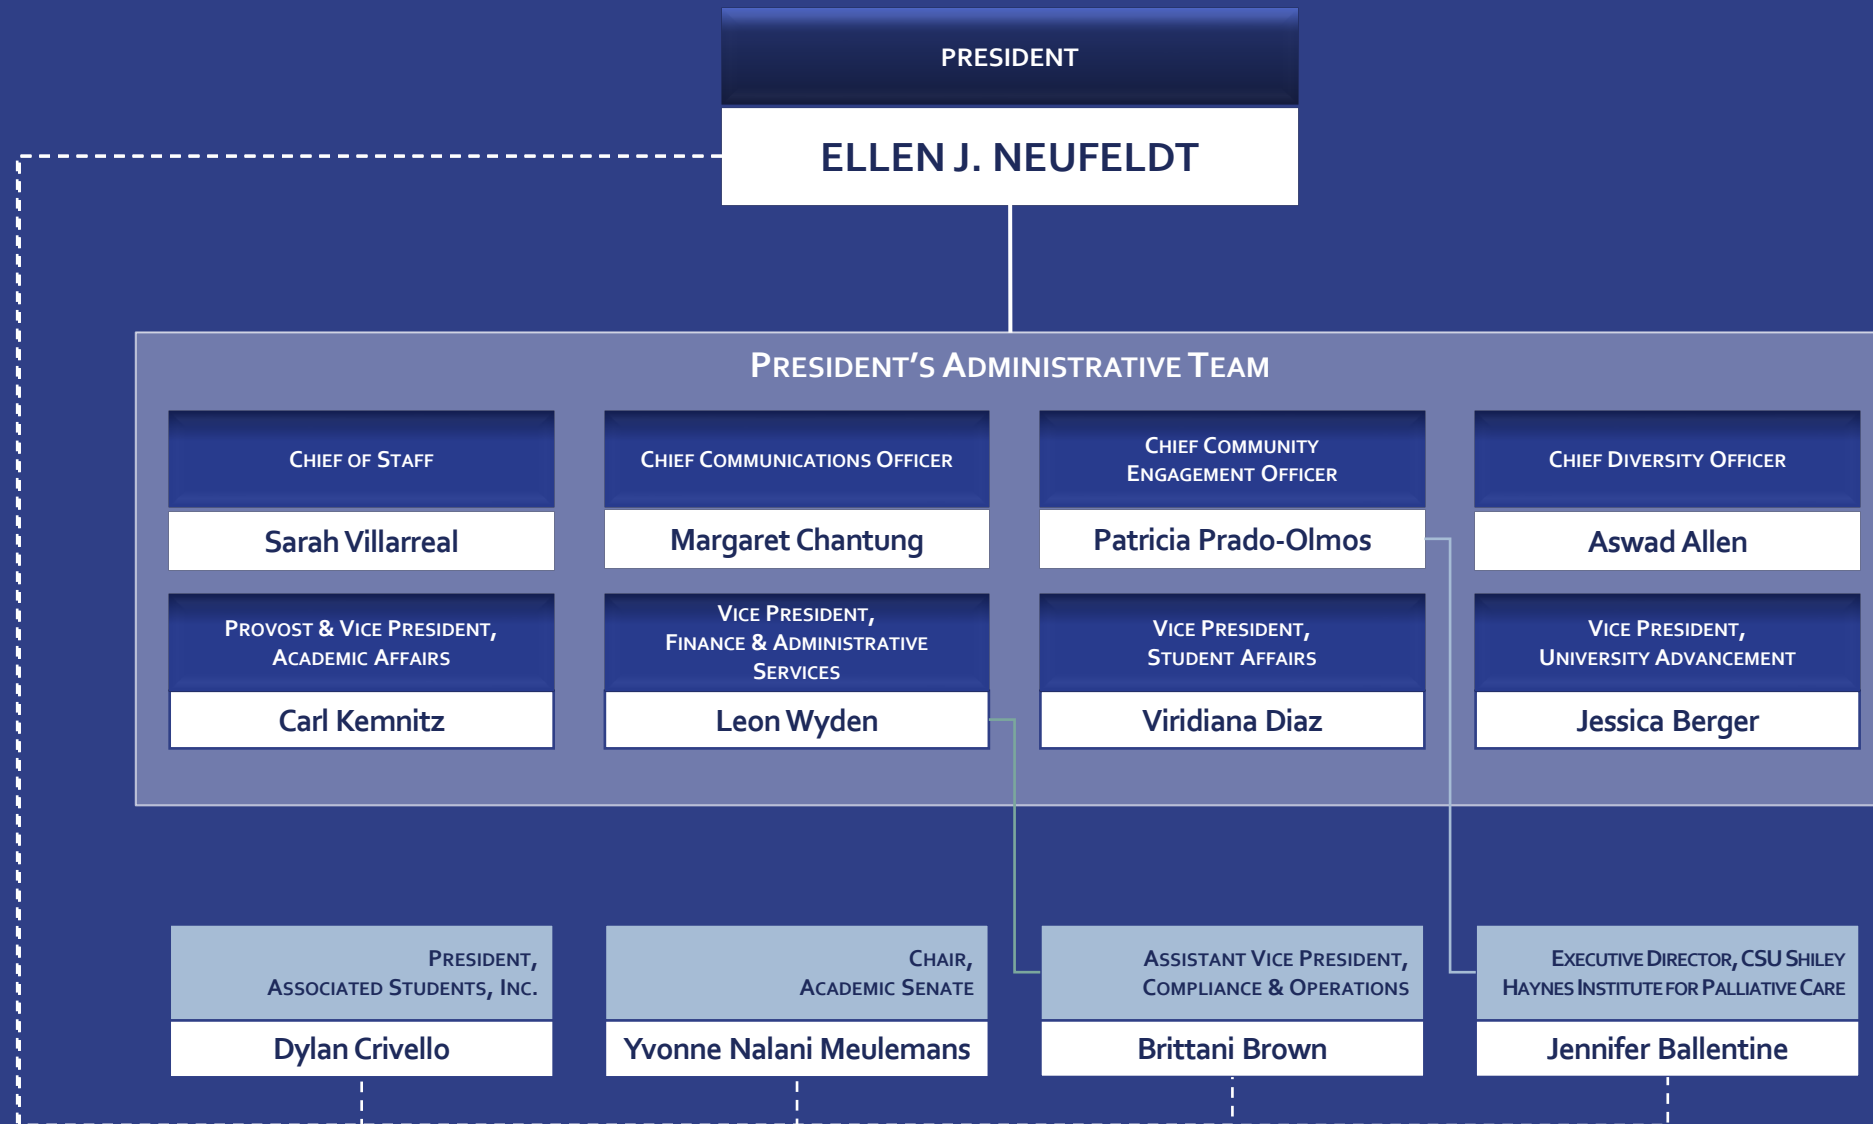 PRESIDENT
ELLEN J. NEUFELDT
PRESIDENT'S ADMINISTRATIVE TEAM
CHIEF OF STAFF
Sarah Villarreal
CHIEF COMMUNICATIONS OFFICER
Margaret Chantung
CHIEF COMMUNITY
ENGAGEMENT OFFICER
Patricia Prado-Olmos
CHIEF DIVERSITY OFFICER
Aswad Allen
PROVOST & VICE PRESIDENT,
ACADEMIC AFFAIRS
Carl Kemnitz
VICE PRESIDENT,
FINANCE & ADMINISTRATIVE
SERVICES
Leon Wyden
VICE PRESIDENT,
STUDENT AFFAIRS
Viridiana Diaz
VICE PRESIDENT,
UNIVERSITY ADVANCEMENT
Jessica Berger
PRESIDENT,
ASSOCIATED STUDENTS, INC.
Dylan Crivello
CHAIR,
ACADEMIC SENATE
Yvonne Nalani Meulemans
ASSISTANT VICE PRESIDENT,
COMPLIANCE & OPERATIONS
Brittani Brown
EXECUTIVE DIRECTOR, CSU SHILEY
HAYNES INSTITUTE FOR PALLIATIVE CARE
Jennifer Ballentine